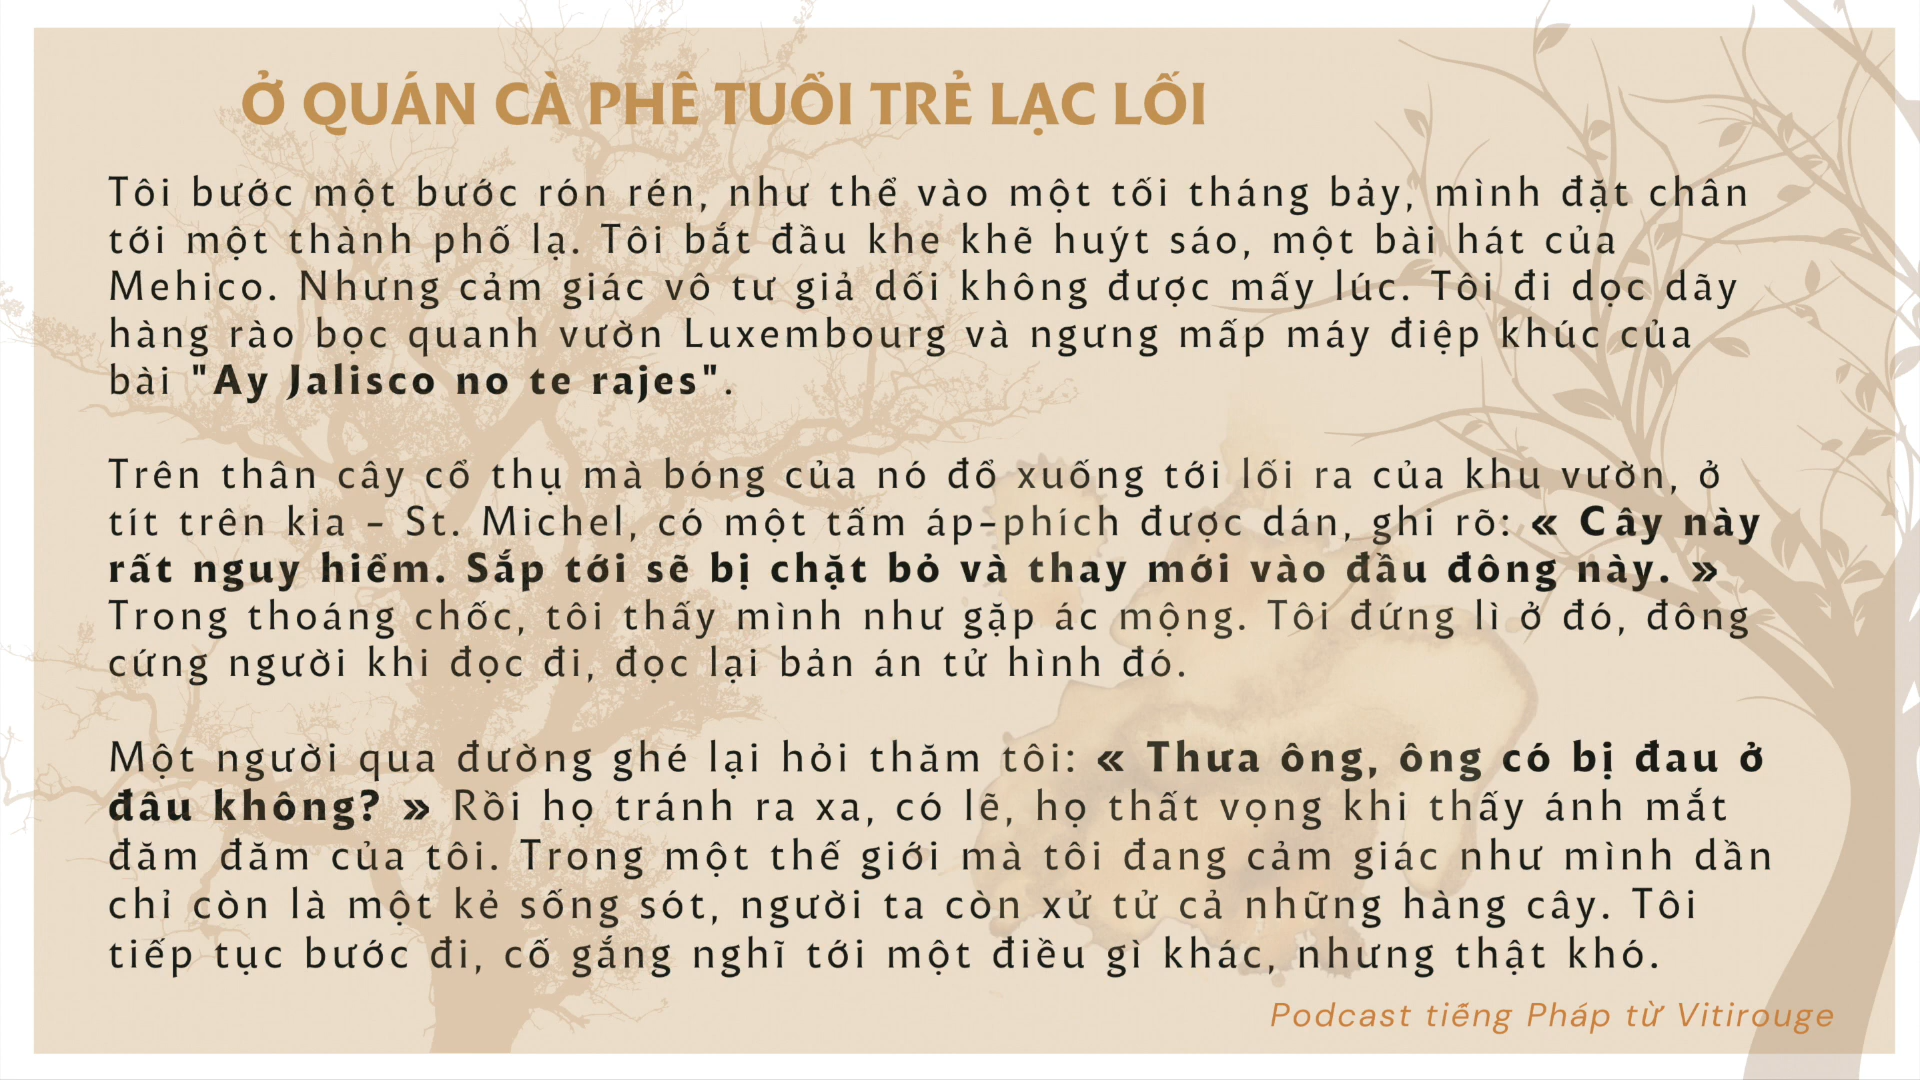 Ở QUÁN CÀ PHÊ TUỔI TRẺ LẠC LỐI
Tôi bước một bước rón rén, như thể vào một tối tháng bảy, mình đặt chân
tới một thành phố lạ. Tôi bắt đầu khe khẽ huýt sáo, một bài hát của
Mehico. Nhưng cảm giác vô tư giả dối không được mấy lúc. Tôi đi dọc dãy
hàng rào bọc quanh vườn Luxembourg và ngưng mấp máy điệp khúc của
bài "Ay Jalisco no te rajes".
Trên thân cây cổ thụ mà bóng của nó đổ xuống tới lối ra của khu vườn, ở
tít trên kia – St. Michel, có một tấm áp-phích được dán, ghi rõ: « Cây này
rất nguy hiểm. Sắp tới sẽ bị chặt bỏ và thay mới vào đầu đông này. »
Trong thoáng chốc, tôi thấy mình như gặp ác mộng. Tôi đứng lì ở đó, đông
cứng người khi đọc đi, đọc lại bản án tử hình đó.
Một người qua đường ghé lại hỏi thăm tôi: « Thưa ông, ông có bị đau ở
đâu không? » Rồi họ tránh ra xa, có lẽ, họ thất vọng khi thấy ánh mắt
đăm đăm của tôi. Trong một thế giới mà tôi đang cảm giác như mình dần
chỉ còn là một kẻ sống sót, người ta còn xử tử cả những hàng cây. Tôi
tiếp tục bước đi, cố gắng nghĩ tới một điều gì khác, nhưng thật khó.
Podcast tiếng Pháp từ Vitirouge